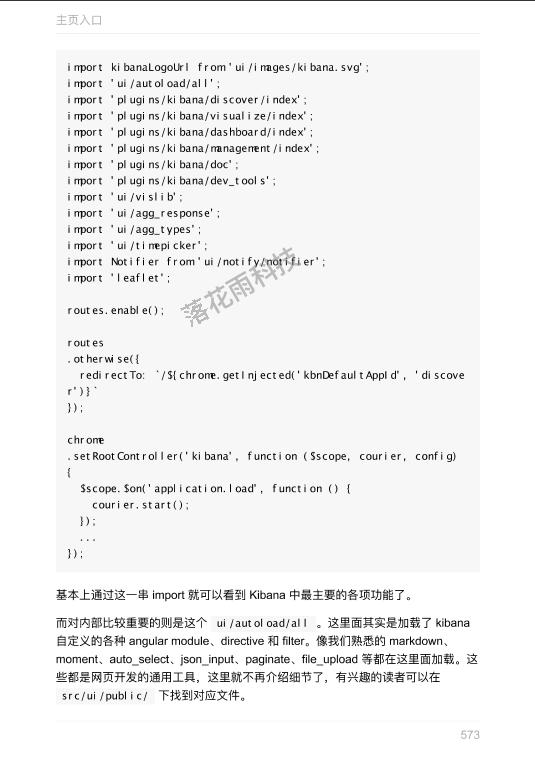 主页入口
import kibanaLogoUrl from 'ui/images/kibana.svg';
import 'ui/autoload/all';
import 'plugins/kibana/discover/index';
import 'plugins/kibana/visualize/index';
import 'plugins/kibana/dashboard/index';
import 'plugins/kibana/management/index';
import 'plugins/kibana/doc';
import 'plugins/kibana/dev_tools';
import 'ui/vislib';
import 'ui/agg_response';
import 'ui/agg_types';
import 'ui/timepicker';
import Notifier from 'ui/notify/notifier';
import 'leaflet';
落花雨科技
routes.enable();
routes
.otherwise({
  redirectTo: `/${chrome.getInjected('kbnDefaultAppId', 'discove
r')}`
});
chrome
.setRootController('kibana', function ($scope, courier, config)
{
  $scope.$on('application.load', function () {
    courier.start();
  });
  ...
});
基本上通过这一串 import 就可以看到 Kibana 中最主要的各项功能了。
而对内部比较重要的则是这个 ui/autoload/all 。这里面其实是加载了 kibana
自定义的各种 angular module、directive 和 filter。像我们熟悉的 markdown、
moment、auto_select、json_input、paginate、file_upload 等都在这里面加载。这
些都是网页开发的通用工具，这里就不再介绍细节了，有兴趣的读者可以在
src/ui/public/ 下找到对应文件。
573